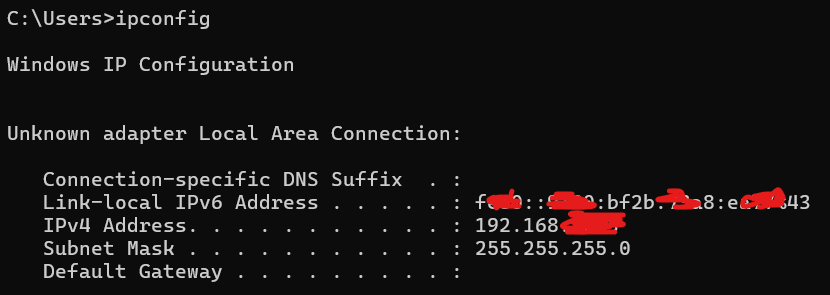 C:\Users>ipconfig
Windows IP Configuration
Unknown adapter Local Area Connection:
Connection-specific DNS Suffix . :
Link-local IPv6 Address . . . . . :
IPv4 Address. . . . . . . . . . . : 192.168.
Subnet Mask . . . . . . . . . . . : 255.255.255.0
Default Gateway . . . . . . . . . :